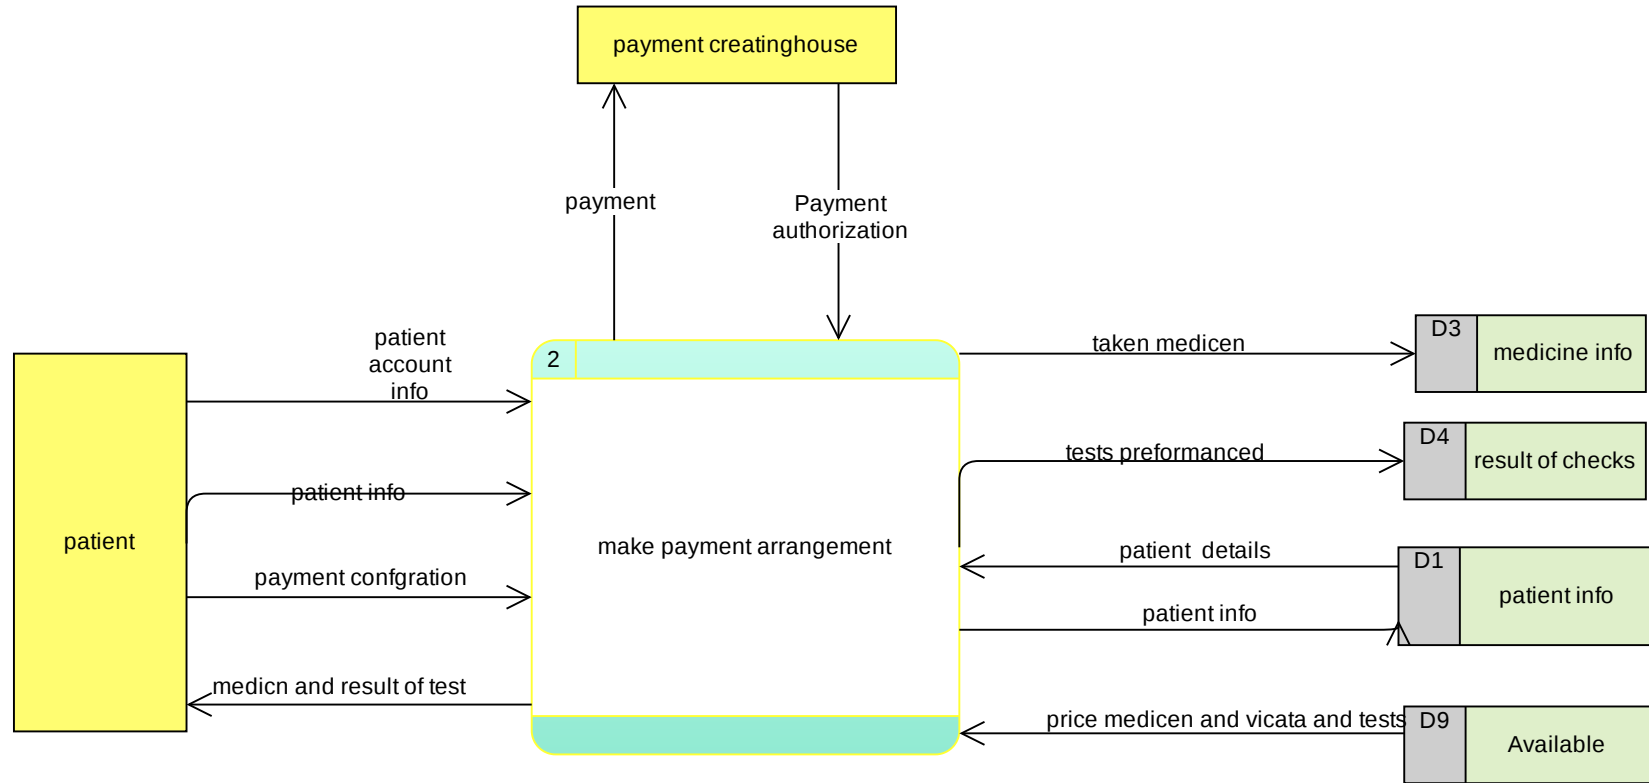 payment creatinghouse
payment
Payment
authorization
patient
account
info
patient info
payment confgration
medicn and result of test
patient
2
make payment arrangement
taken medicen
tests preformanced
patient  details
patient info
price medicen and vicata and tests
D3
medicine info
D4
result of checks
D1
patient info
D9
Available